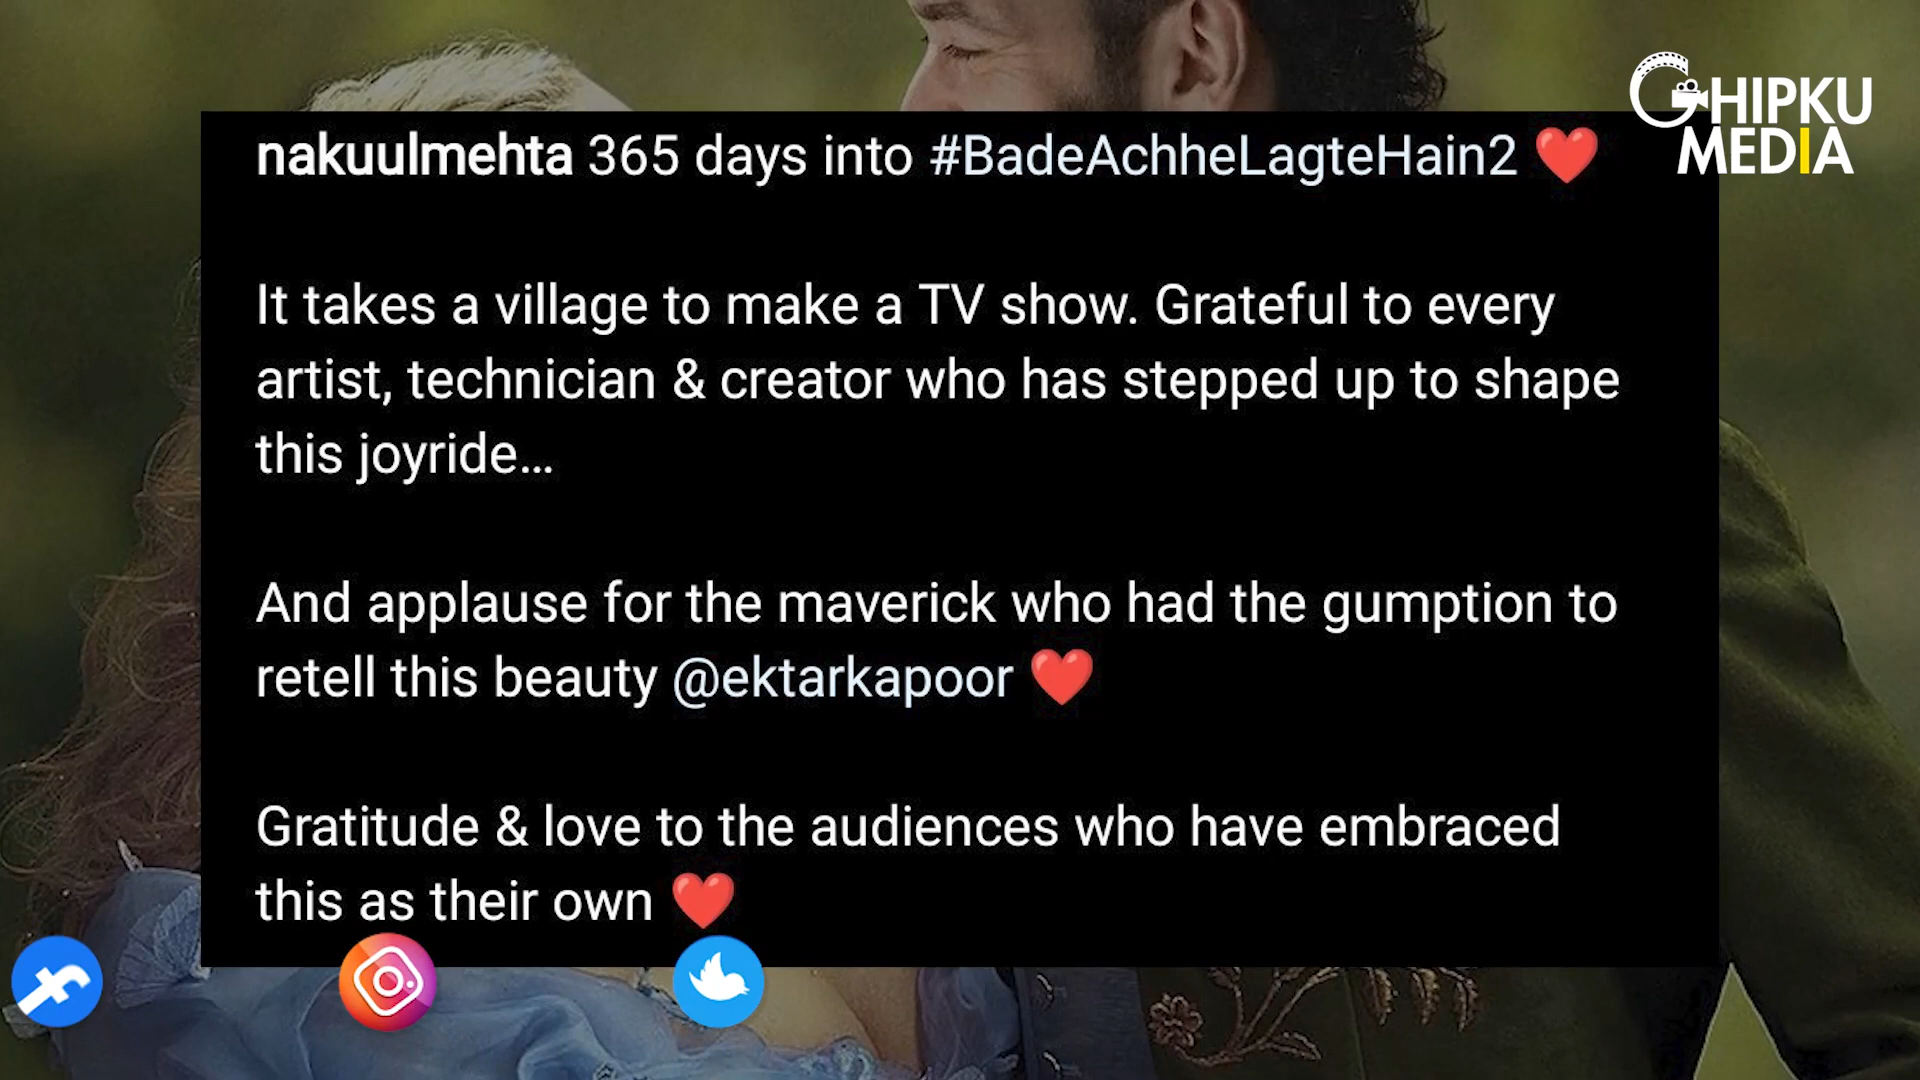 GHIPKU
MEDIA
nakuulmehta 365 days into #BadeAchheLagteHain2 ❤️
It takes a village to make a TV show. Grateful to every
artist, technician & creator who has stepped up to shape
this joyride...
And applause for the maverick who had the gumption to
retell this beauty @ektarkapoor ❤️
Gratitude & love to the audiences who have embraced
this as their own ❤️